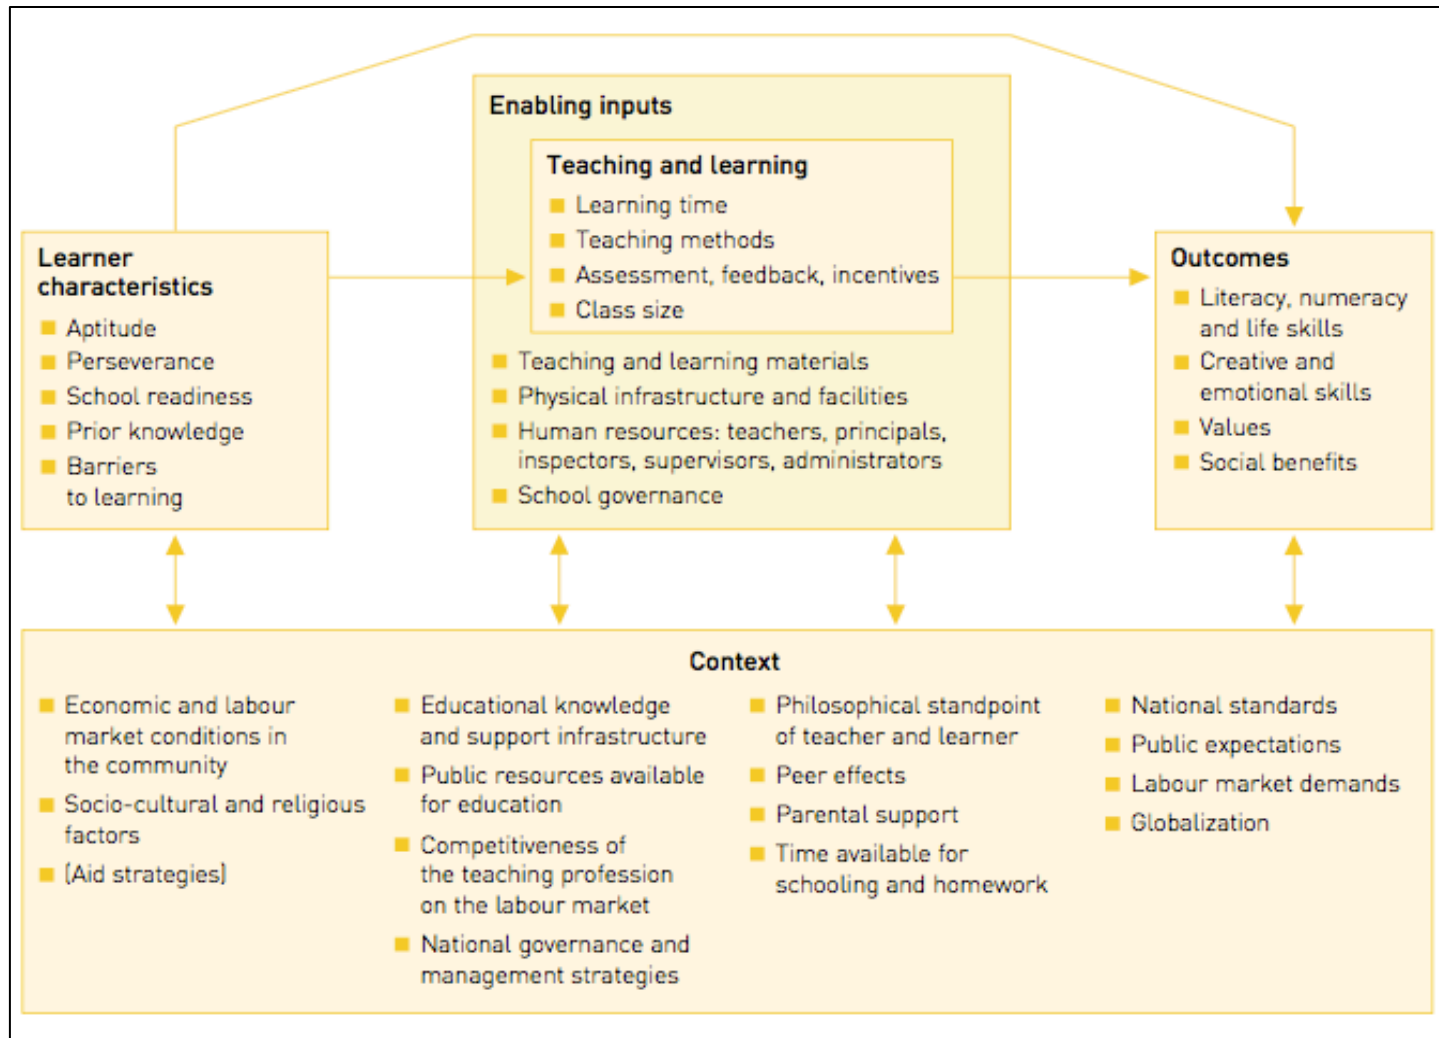 Enabling inputs
Teaching and learning
Learning time
Teaching methods
Assessment, feedback, incentives
Class size
Teaching and learning materials
Physical infrastructure and facilities
Human resources: teachers, principals,
inspectors, supervisors, administrators
School governance
Learner
characteristics
Aptitude
Perseverance
School readiness
Prior knowledge
Barriers
to learning
Outcomes
Literacy, numeracy
and life skills
Creative and
emotional skills
Values
Social benefits
Context
Economic and labour
market conditions in
the community
Socio-cultural and religious
factors
(Aid strategies)
Educational knowledge
and support infrastructure
Public resources available
for education
Competitiveness of
the teaching profession
on the labour market
National governance and
management strategies
Philosophical standpoint
of teacher and learner
Peer effects
Parental support
Time available for
schooling and homework
National standards
Public expectations
Labour market demands
Globalization